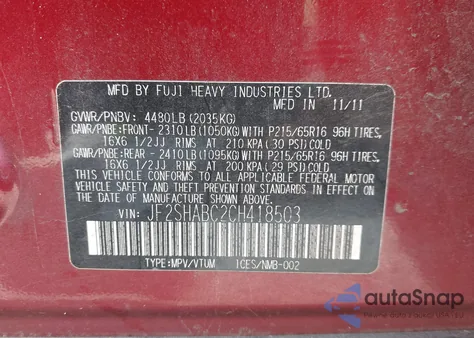 MFD BY FUJI HEAVY INDUSTRIES LTD.
MFD IN 11/11
GVWR/PNBV: 4480LB(2035KG)
GAWR/PNBE:FRONT- 2310LB(1050KG)WITH P215/65R16 96H TIRES,
16X6 1/2JJ RIMS AT 210 KPA (30 PSI) COLD
GAWR/PNBE:REAR - 2410LB(1095KG)WITH P215/65R16 96H TIRES,
16X6 1/2JJ RIMS AT 200 KPA (29 PSI) COLD
THIS VEHICLE CONFORMS TO ALL APPLICABLE
FEDERAL MOTOR VEHICLE SAFETY
STANDARDS IN EFFECT ON THE DATE OF
MANUFACTURE SHOWN ABOVE.
VIN: JF2SHABC2CH418503
TYPE:MPV/VTUM ICES/NMB-002
autoSnap